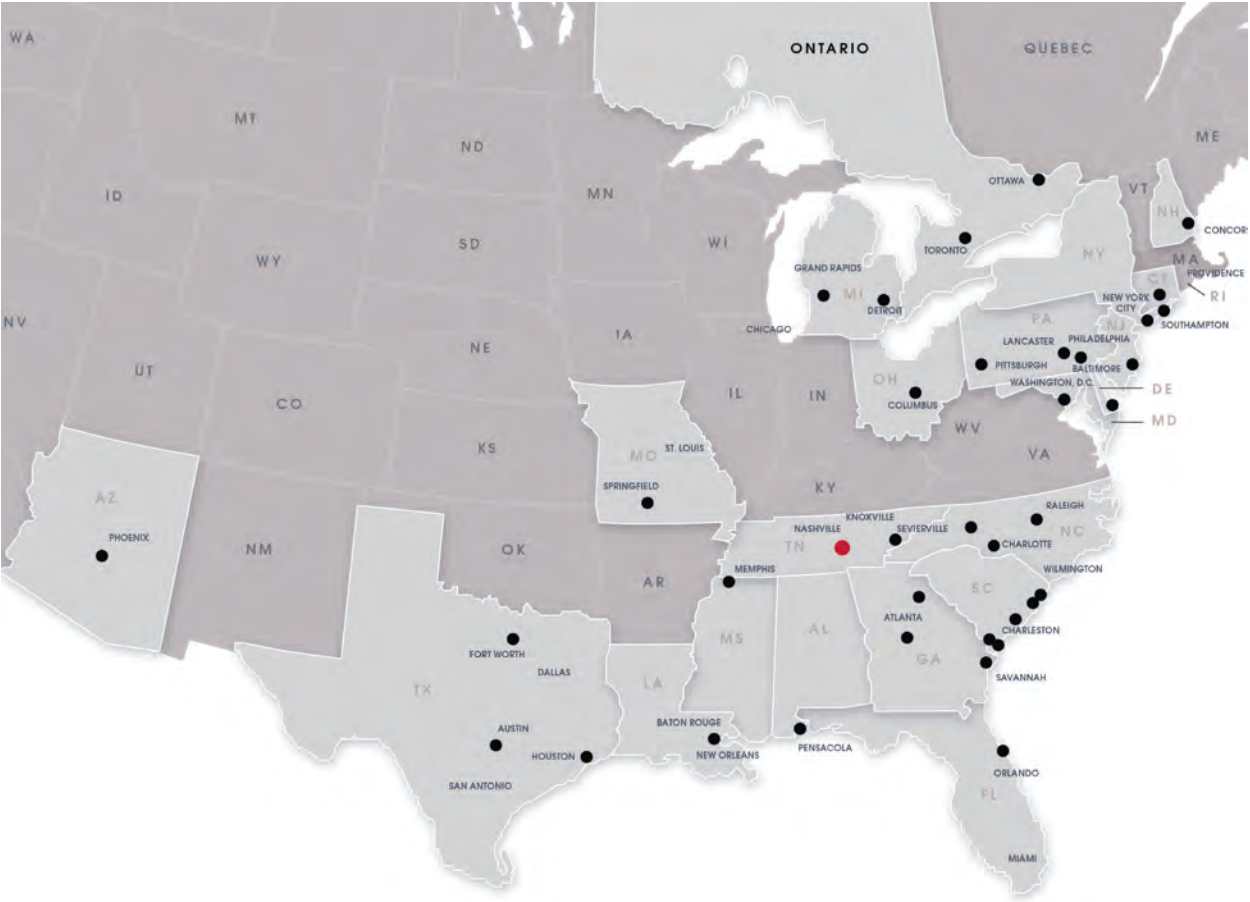 WA
ONTARIO
QUEBEC
MT
ME
ND
OTTAWA
VT
MN
ID
NH
CONCOR
SD
WI
TORONTO
NY
WY
MA
GRAND RAPIDS
PROVIDENCE
CT
MI
RI
NEW YORK
CITY
DETROIT
NV
PA
NJ
SOUTHAMPTON
CHICAGO
IA
LANCASTER
PHILADELPHIA
NE
PITTSBURGH
BALTIMORE
UT
OH
WASHINGTON, D.C.
DE
IL
IN
CO
COLUMBUS
MD
WV
KS
ST. LOUIS
MO
VA
SPRINGFIELD
KY
AZ
RALEIGH
KNOXVILLE
NASHVILLE
SEVIERVILLE
NC
PHOENIX
TN
CHARLOTTE
NM
OK
MEMPHIS
WILMINGTON
AR
SC
ATLANTA
AL
CHARLESTON
MS
FORT WORTH
GA
DALLAS
SAVANNAH
LA
TX
BATON ROUGE
AUSTIN
PENSACOLA
HOUSTON
NEW ORLEANS
ORLANDO
SAN ANTONIO
FL
MIAMI